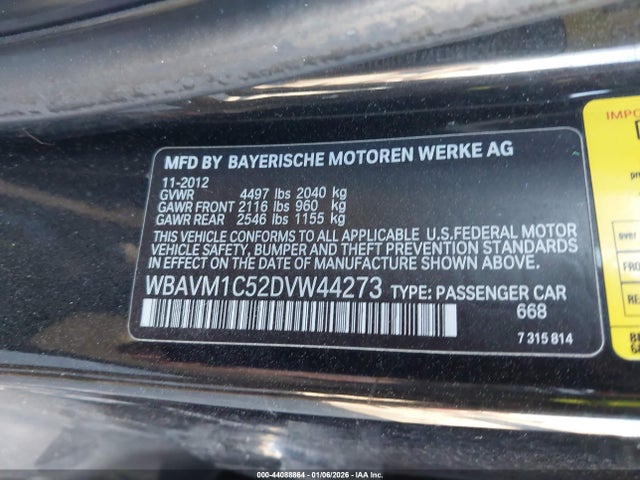 MFD BY BAYERISCHE MOTOREN WERKE AG
11-2012
GVWR 4497 lbs 2040 kg
GAWR FRONT 2116 lbs 960 kg
GAWR REAR 2546 lbs 1155 kg
THIS VEHICLE CONFORMS TO ALL APPLICABLE U.S.FEDERAL MOTOR
VEHICLE SAFETY, BUMPER AND THEFT PREVENTION STANDARDS
IN EFFECT ON THE DATE OF MANUFACTURE SHOWN ABOVE.
WBAVM1C52DVW44273 TYPE: PASSENGER CAR
668
7 315 814
over
000-44088864 - 01/06/2026 - IAA Inc.